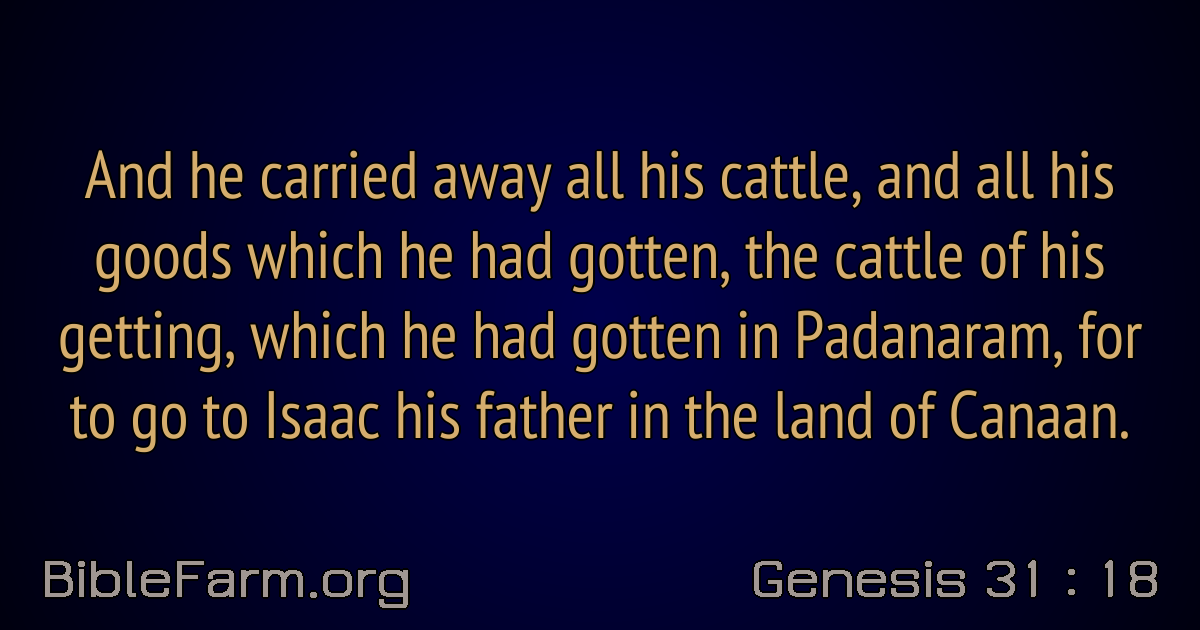 And he carried away all his cattle, and all his
goods which he had gotten, the cattle of his
getting, which he had gotten in Padanaram, for
to go to Isaac his father in the land of Canaan.
BibleFarm.org
Genesis 31 : 18